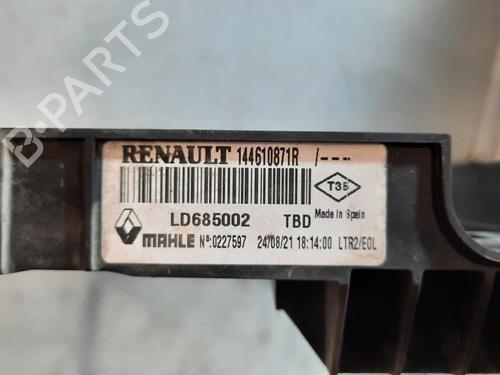 B-PARTS
RENAULT 144610871R /---
T35
LD685002 TBD Made in Spain
MAHLE Nº:0227597 24/08/21 18:14:00 LTR2/EOL